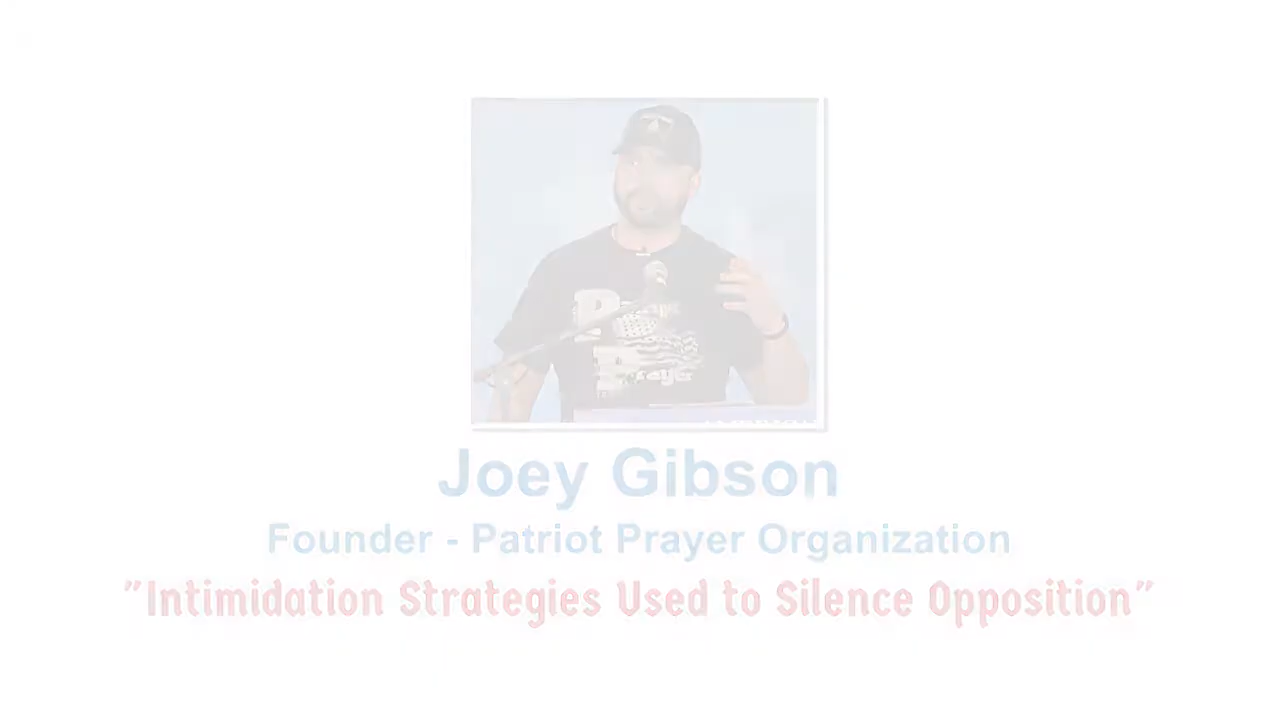 Joey Gibson
Founder - Patriot Prayer Organization
"Intimidation Strategies Used to Silence Opposition"